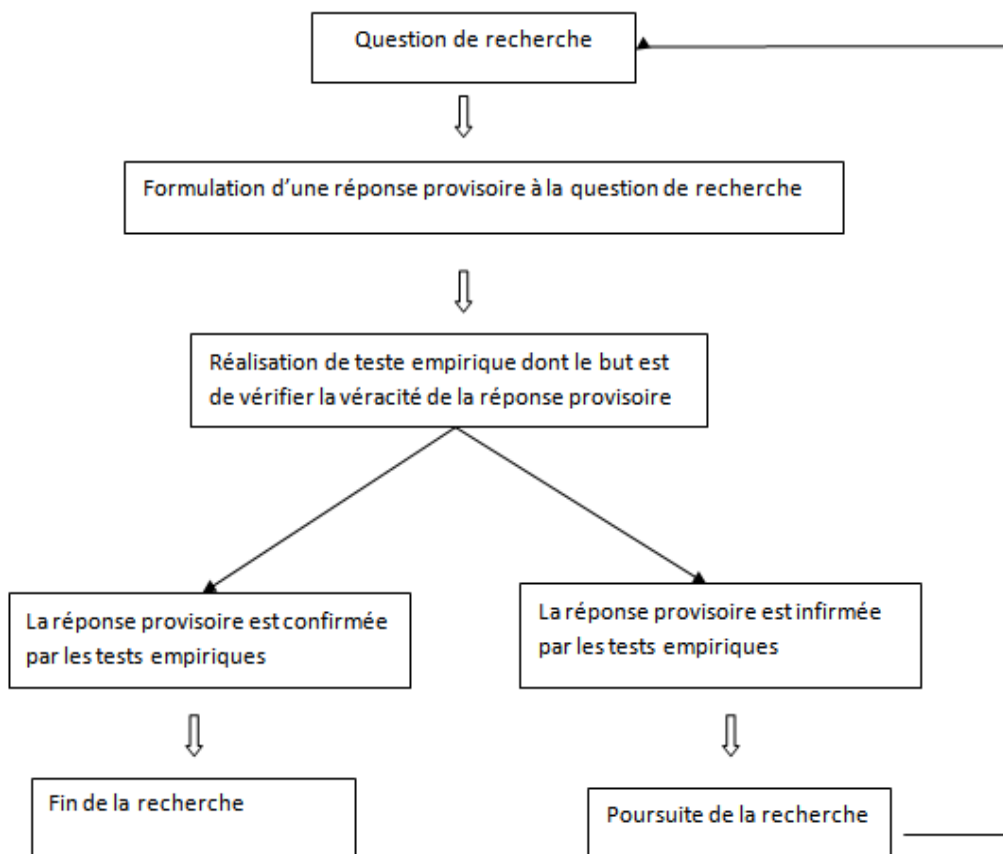 Question de recherche
Formulation d’une réponse provisoire à la question de recherche
Réalisation de teste empirique dont le but est
de vérifier la véracité de la réponse provisoire
La réponse provisoire est confirmée
par les tests empiriques
La réponse provisoire est infirmée
par les tests empiriques
Fin de la recherche
Poursuite de la recherche